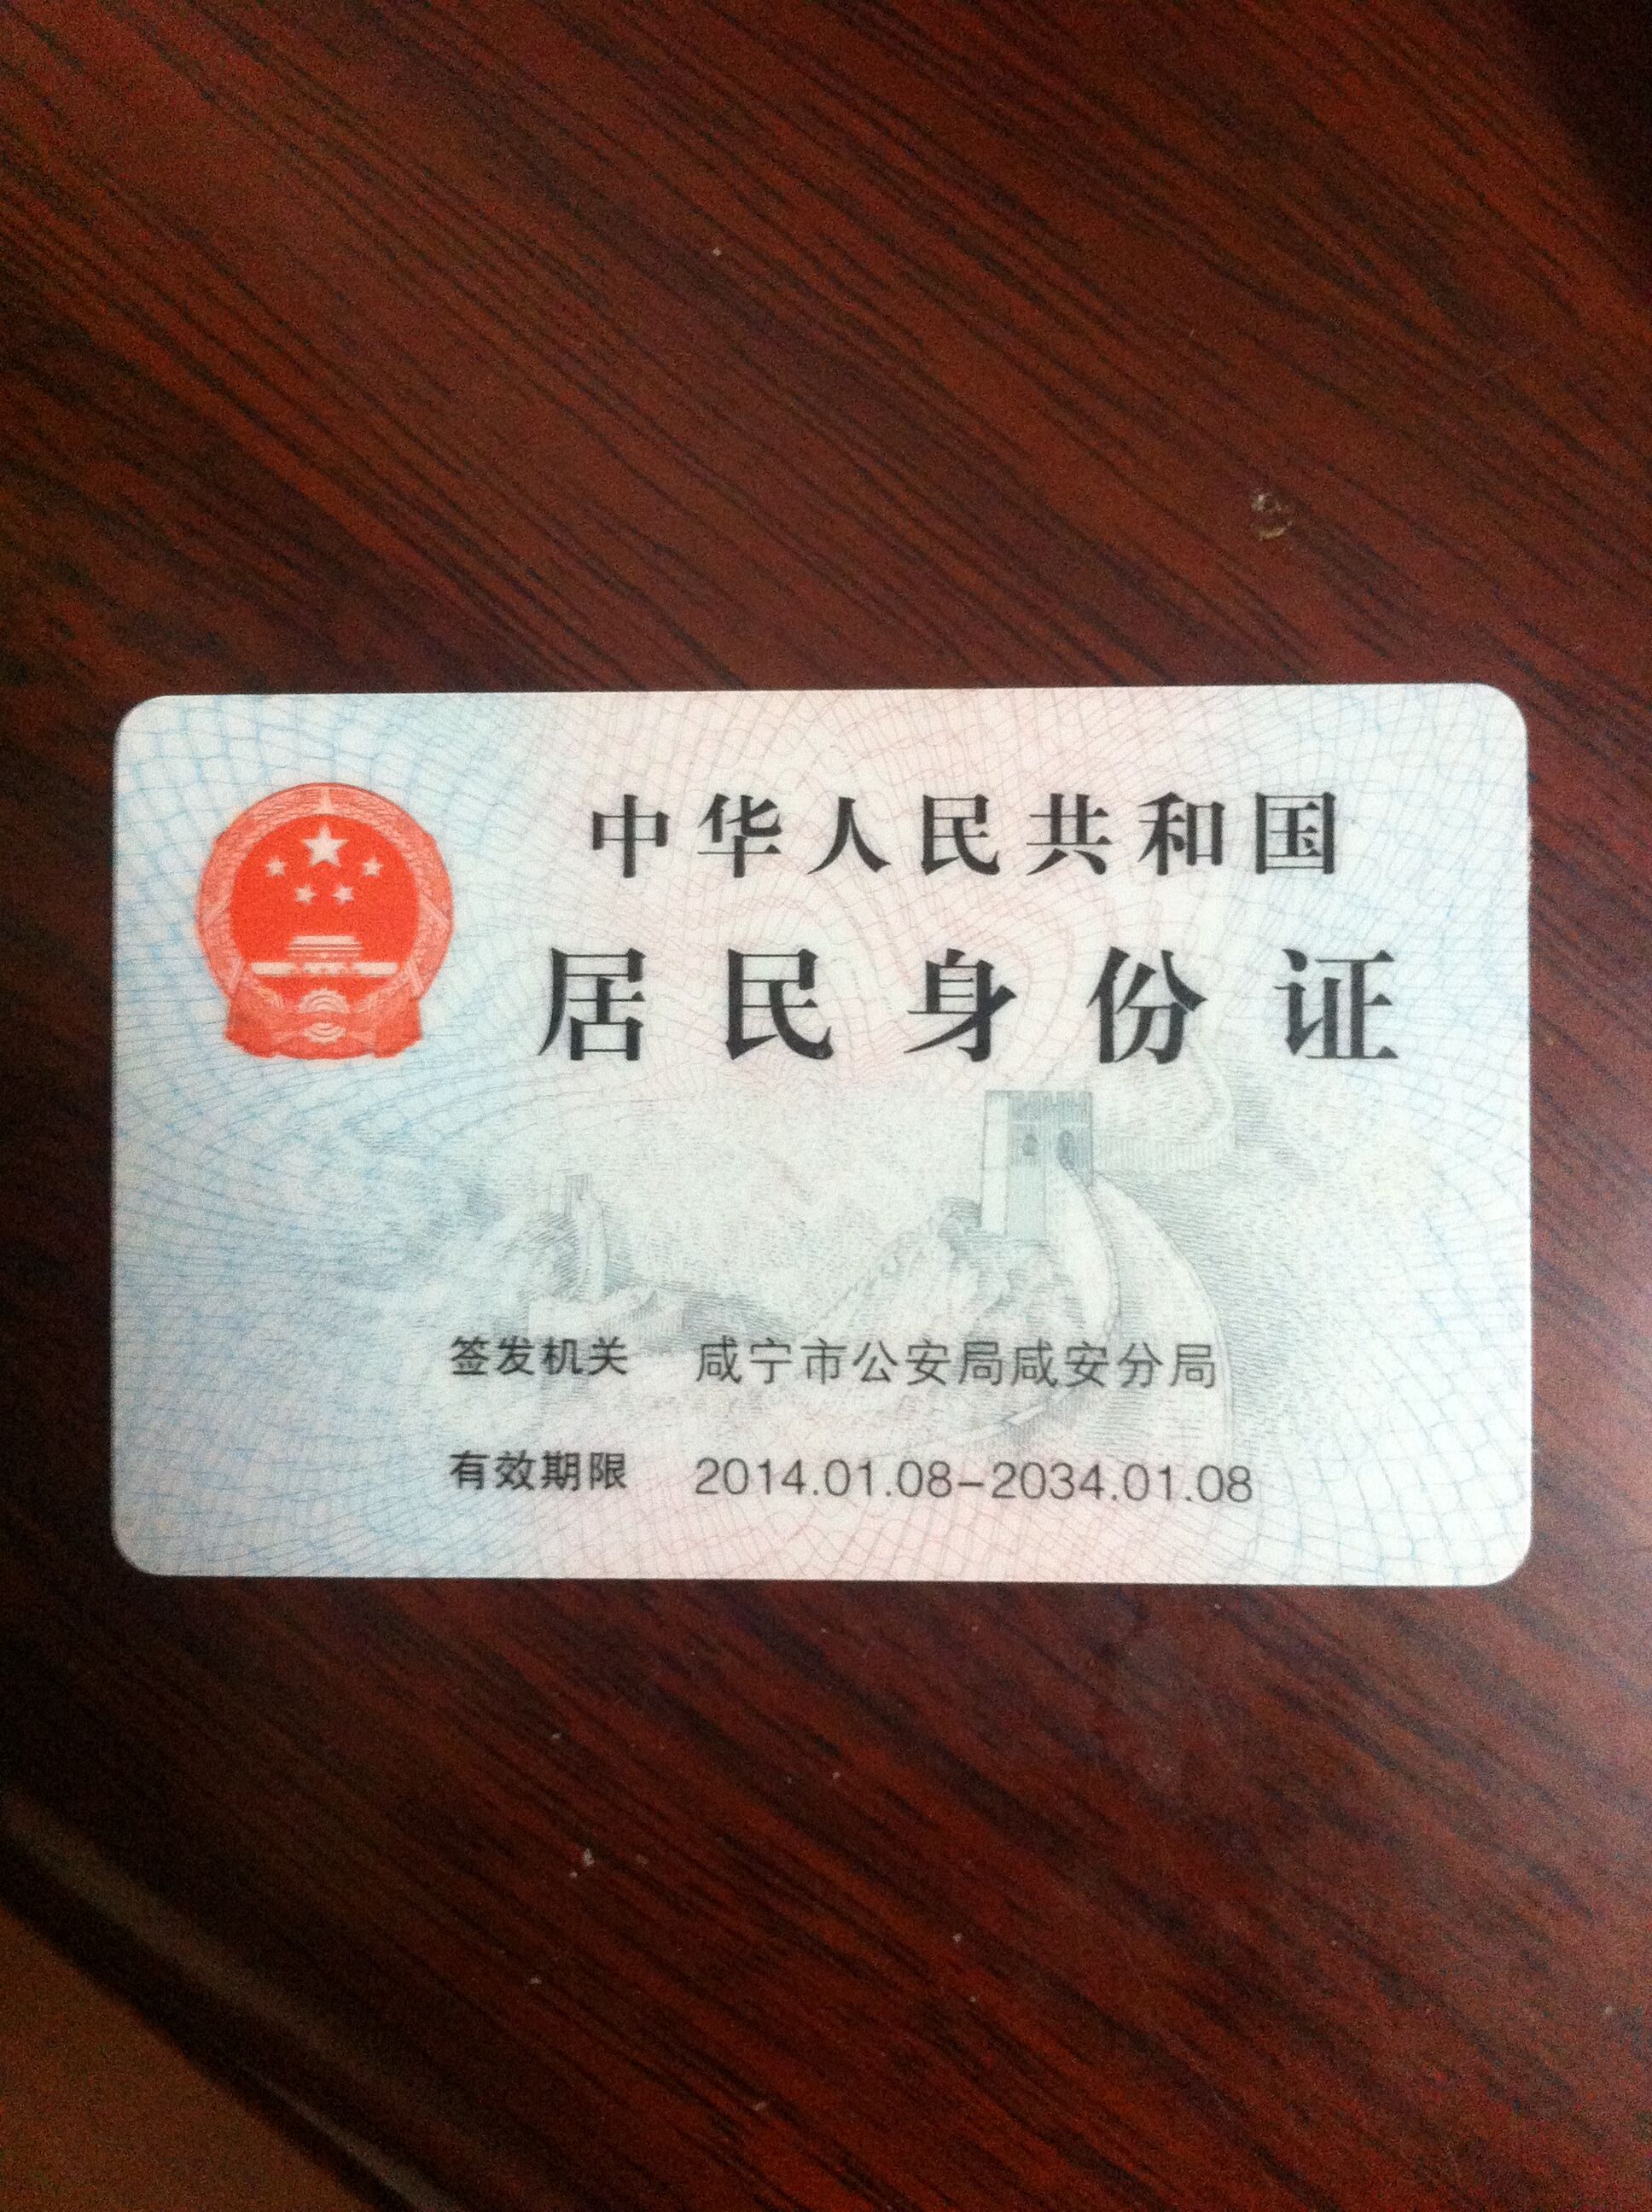 中华人民共和国
居民身份证
签发机关 咸宁市公安局咸安分局
有效期限 2014.01.08-2034.01.08